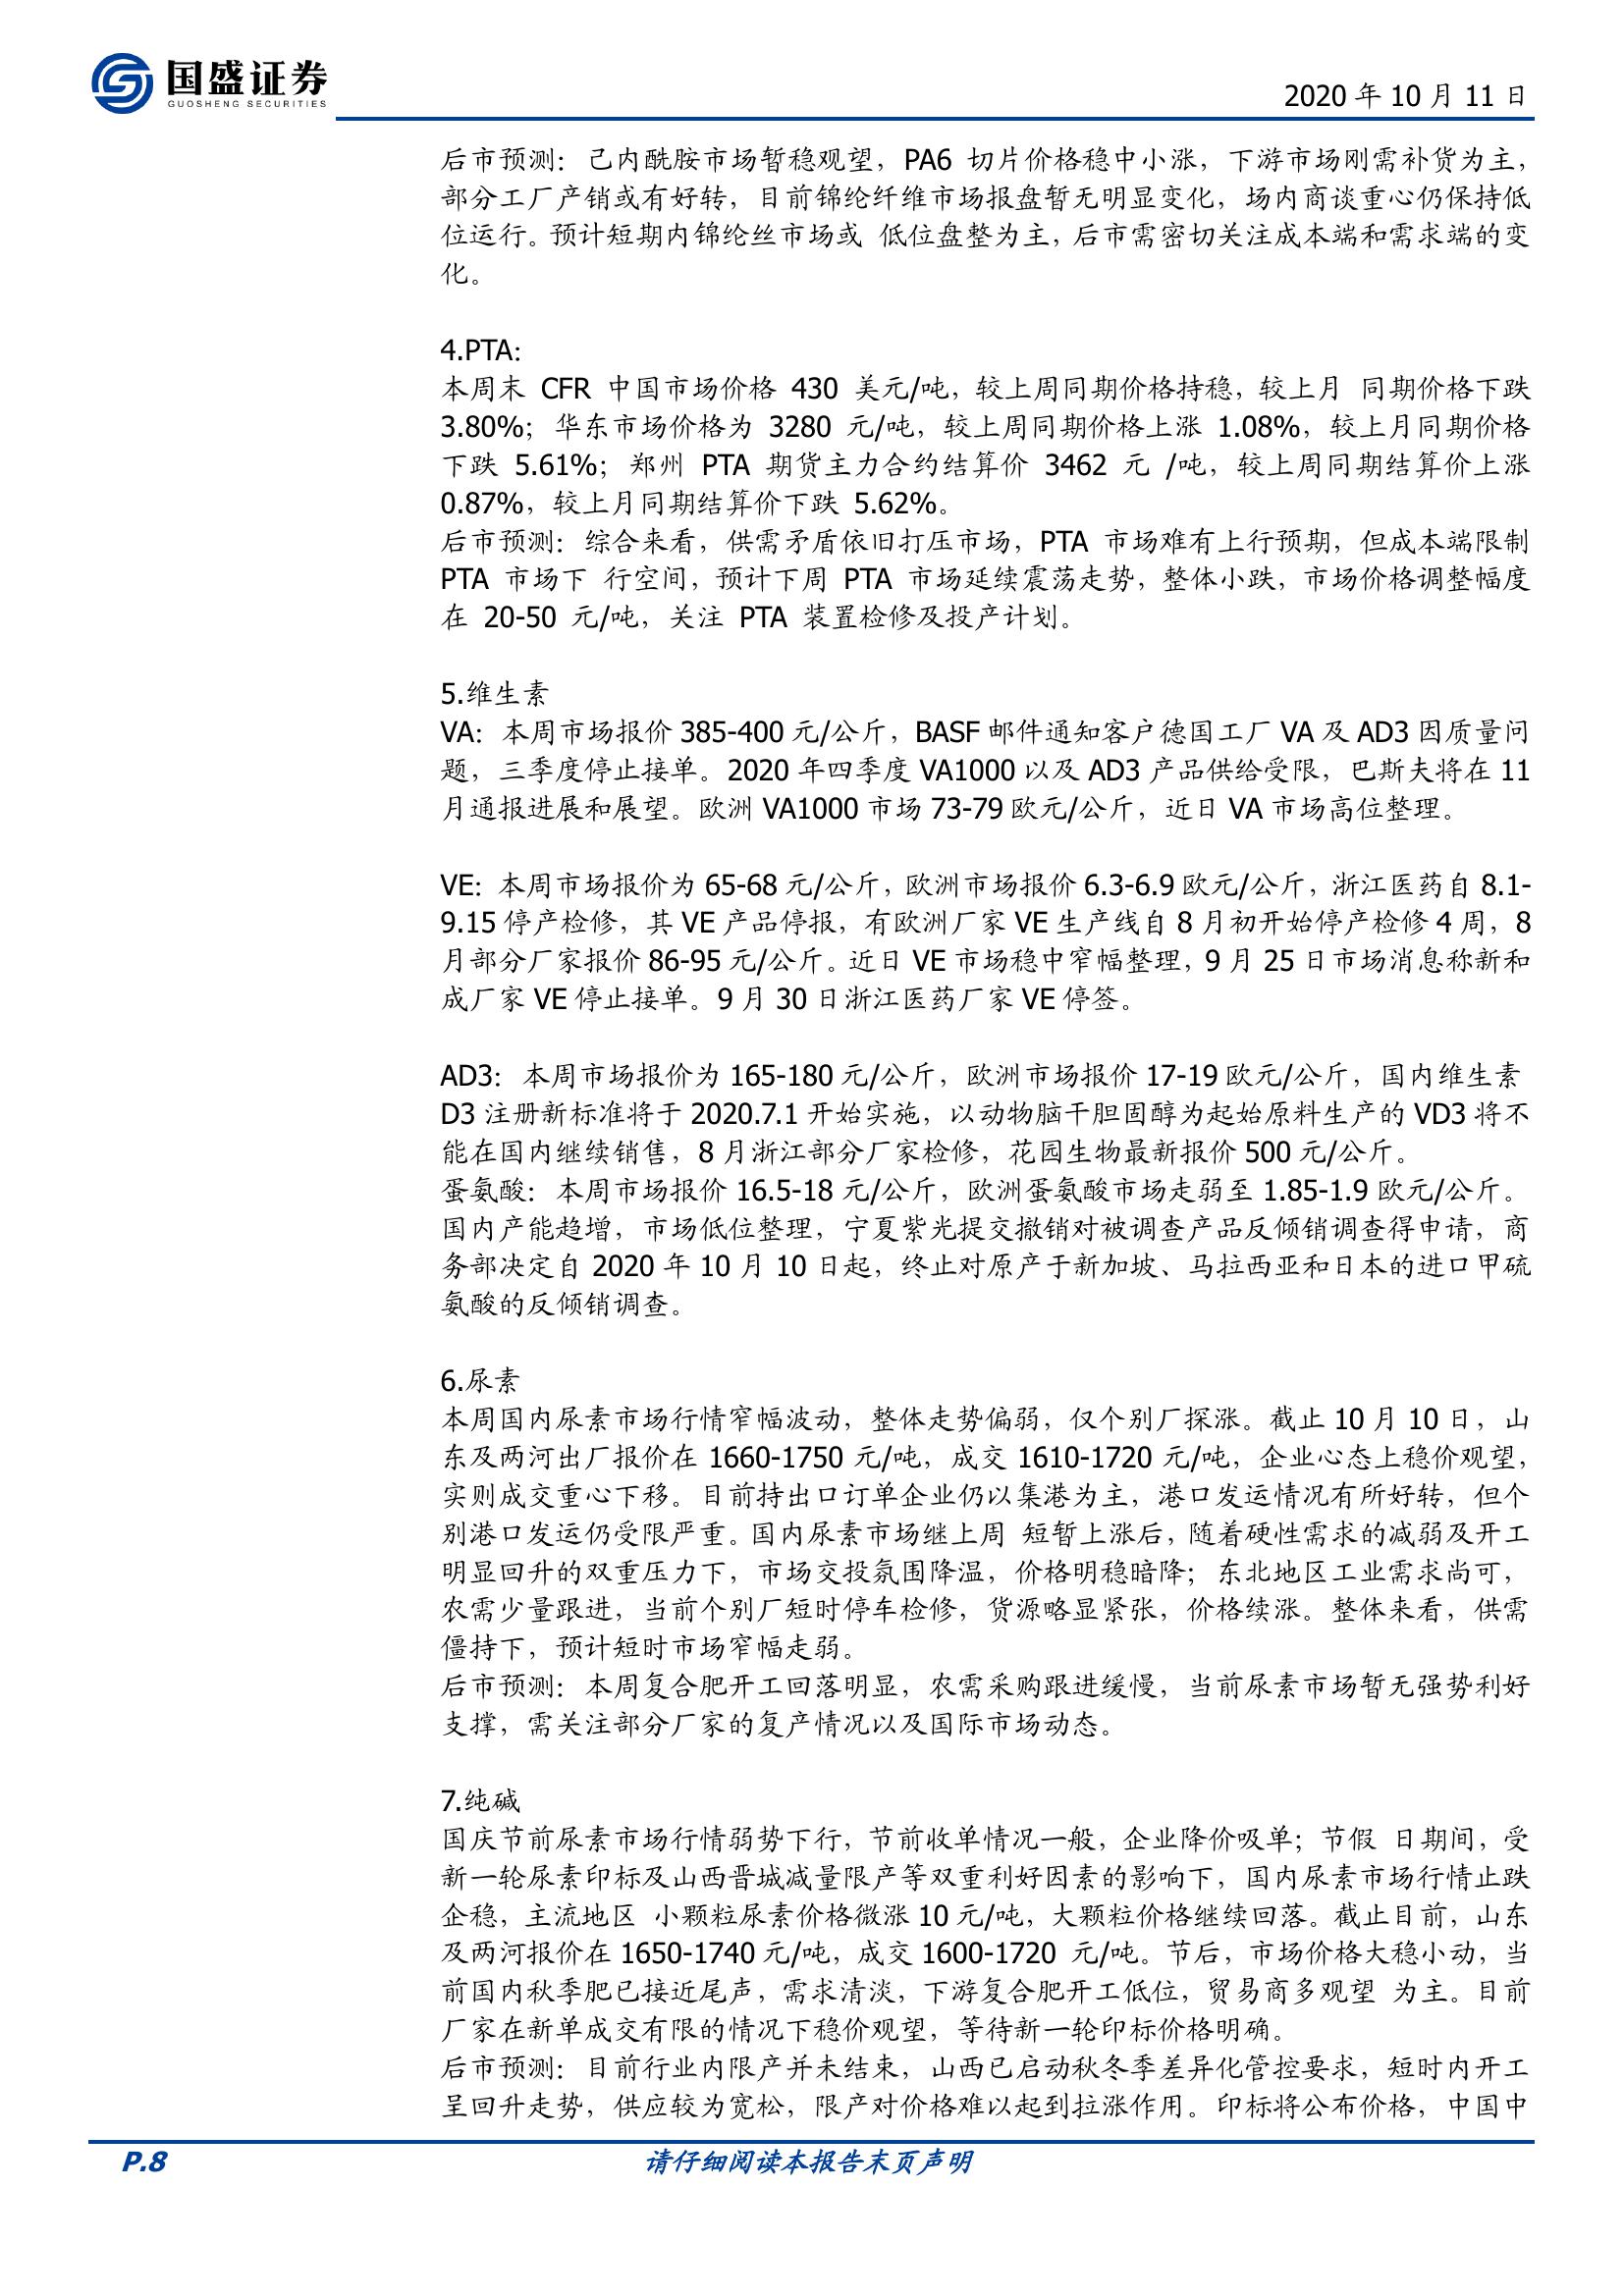 国盛证券
GUOSHENG SECURITIES
2020 年 10 月 11 日
后市预测：己内酰胺市场暂稳观望，PA6 切片价格稳中小涨，下游市场刚需补货为主，
部分工厂产销或有好转，目前锦纶纤维市场报盘暂无明显变化，场内商谈重心仍保持低
位运行。预计短期内锦纶丝市场或 低位盘整为主，后市需密切关注成本端和需求端的变
化。
4.PTA：
本周末 CFR 中国市场价格 430 美元/吨，较上周同期价格持稳，较上月 同期价格下跌
3.80%；华东市场价格为 3280 元/吨，较上周同期价格上涨 1.08%，较上月同期价格
下跌 5.61%；郑州 PTA 期货主力合约结算价 3462 元 /吨，较上周同期结算价上涨
0.87%，较上月同期结算价下跌 5.62%。
后市预测：综合来看，供需矛盾依旧打压市场，PTA 市场难有上行预期，但成本端限制
PTA 市场下 行空间，预计下周 PTA 市场延续震荡走势，整体小跌，市场价格调整幅度
在 20-50 元/吨，关注 PTA 装置检修及投产计划。
5.维生素
VA：本周市场报价 385-400 元/公斤，BASF 邮件通知客户德国工厂 VA 及 AD3 因质量问
题，三季度停止接单。2020 年四季度 VA1000 以及 AD3 产品供给受限，巴斯夫将在 11
月通报进展和展望。欧洲 VA1000 市场 73-79 欧元/公斤，近日 VA 市场高位整理。
VE：本周市场报价为 65-68 元/公斤，欧洲市场报价 6.3-6.9 欧元/公斤，浙江医药自 8.1-
9.15 停产检修，其 VE 产品停报，有欧洲厂家 VE 生产线自 8 月初开始停产检修 4 周，8
月部分厂家报价 86-95 元/公斤。近日 VE 市场稳中窄幅整理，9 月 25 日市场消息称新和
成厂家 VE 停止接单。9 月 30 日浙江医药厂家 VE 停签。
AD3：本周市场报价为 165-180 元/公斤，欧洲市场报价 17-19 欧元/公斤，国内维生素
D3 注册新标准将于 2020.7.1 开始实施，以动物脑干胆固醇为起始原料生产的 VD3 将不
能在国内继续销售，8 月浙江部分厂家检修，花园生物最新报价 500 元/公斤。
蛋氨酸：本周市场报价 16.5-18 元/公斤，欧洲蛋氨酸市场走弱至 1.85-1.9 欧元/公斤。
国内产能趋增，市场低位整理，宁夏紫光提交撤销对被调查产品反倾销调查得申请，商
务部决定自 2020 年 10 月 10 日起，终止对原产于新加坡、马拉西亚和日本的进口甲硫
氨酸的反倾销调查。
6.尿素
本周国内尿素市场行情窄幅波动，整体走势偏弱，仅个别厂探涨。截止 10 月 10 日，山
东及两河出厂报价在 1660-1750 元/吨，成交 1610-1720 元/吨，企业心态上稳价观望，
实则成交重心下移。目前持出口订单企业仍以集港为主，港口发运情况有所好转，但个
别港口发运仍受限严重。国内尿素市场继上周 短暂上涨后，随着硬性需求的减弱及开工
明显回升的双重压力下，市场交投氛围降温，价格明稳暗降；东北地区工业需求尚可，
农需少量跟进，当前个别厂短时停车检修，货源略显紧张，价格续涨。整体来看，供需
僵持下，预计短时市场窄幅走弱。
后市预测：本周复合肥开工回落明显，农需采购跟进缓慢，当前尿素市场暂无强势利好
支撑，需关注部分厂家的复产情况以及国际市场动态。
7.纯碱
国庆节前尿素市场行情弱势下行，节前收单情况一般，企业降价吸单；节假 日期间，受
新一轮尿素印标及山西晋城减量限产等双重利好因素的影响下，国内尿素市场行情止跌
企稳，主流地区 小颗粒尿素价格微涨 10 元/吨，大颗粒价格继续回落。截止目前，山东
及两河报价在 1650-1740 元/吨，成交 1600-1720 元/吨。节后，市场价格大稳小动，当
前国内秋季肥已接近尾声，需求清淡，下游复合肥开工低位，贸易商多观望 为主。目前
厂家在新单成交有限的情况下稳价观望，等待新一轮印标价格明确。
后市预测：目前行业内限产并未结束，山西已启动秋冬季差异化管控要求，短时内开工
呈回升走势，供应较为宽松，限产对价格难以起到拉涨作用。印标将公布价格，中国中
P.8
请仔细阅读本报告末页声明